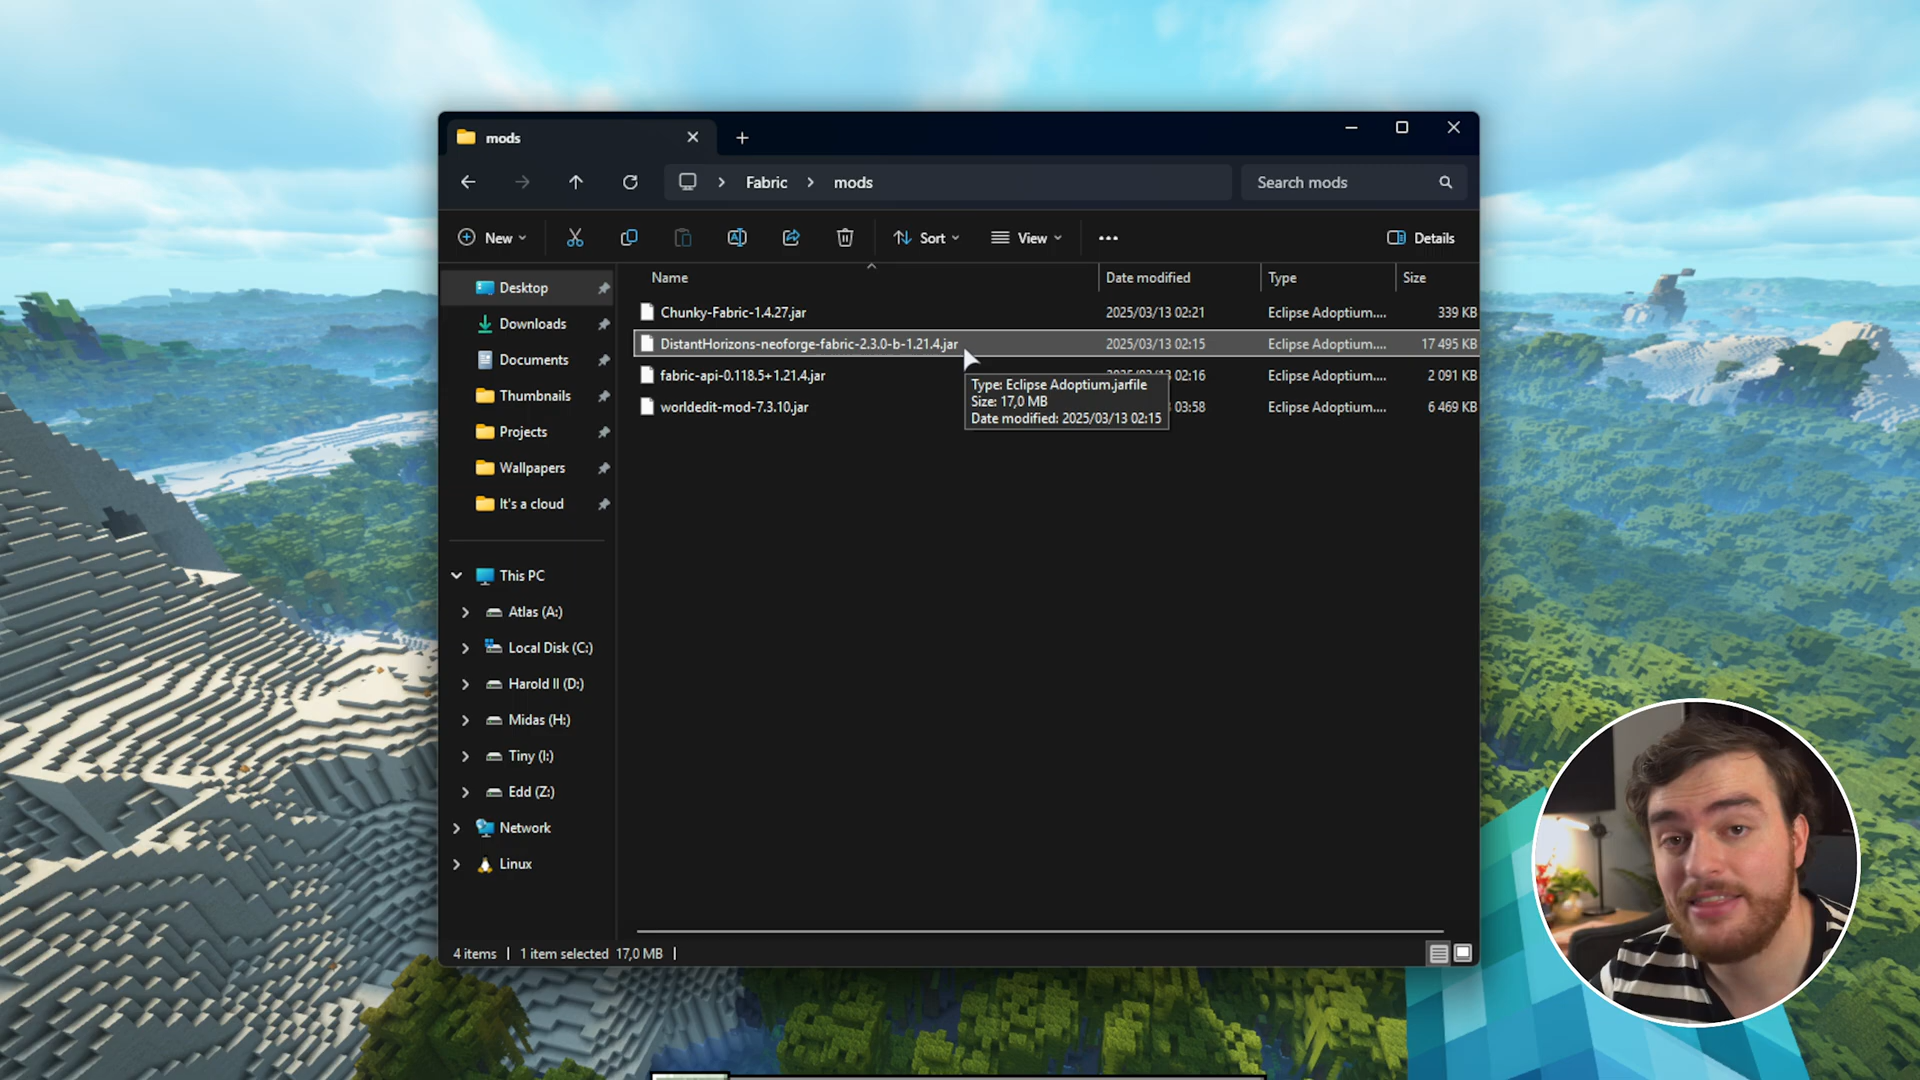 mods
Fabric > mods
Search mods
New
Sort
View
Details
Name
Date modified
Type
Size
Chunky-Fabric-1.4.27.jar 2025/03/13 02:21 Eclipse Adoptium.... 339 KB
DistantHorizons-neoforge-fabric-2.3.0-b-1.21.4.jar 2025/03/13 02:15 Eclipse Adoptium.... 17 495 KB
fabric-api-0.118.5+1.21.4.jar 02:16 Eclipse Adoptium.... 2 091 KB
worldedit-mod-7.3.10.jar 03:58 Eclipse Adoptium.... 6 469 KB
Type: Eclipse Adoptium.jarfile
Size: 17,0 MB
Date modified: 2025/03/13 02:15
Desktop
Downloads
Documents
Thumbnails
Projects
Wallpapers
It's a cloud
This PC
Atlas (A:)
Local Disk (C:)
Harold II (D:)
Midas (H:)
Tiny (I:)
Edd (Z:)
Network
Linux
4 items | 1 item selected 17,0 MB |